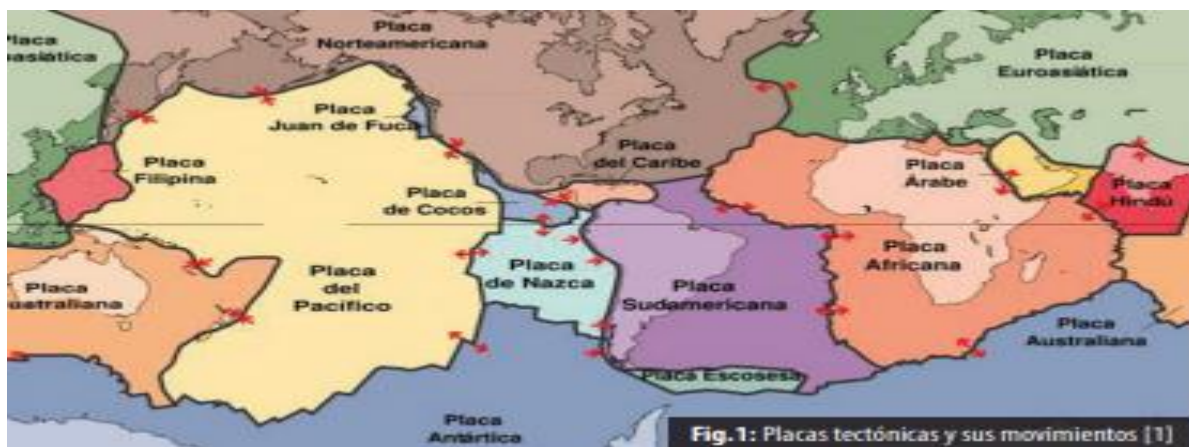 Placa
asiática
Placa
Norteamericana
Placa
Juan de Fuca
Placa
Filipina
Placa
de Cocos
Placa
del Caribe
Placa
Euroasiática
Placa
Árabe
Placa
Hindú
Placa
ustraliana
Placa
del
Pacífico
Placa
de Nazca
Placa
Sudamericana
Placa
Africana
Placa
Australiana
Placa Escosesa
Placa
Antártica
Fig.1: Placas tectónicas y sus movimientos [1]